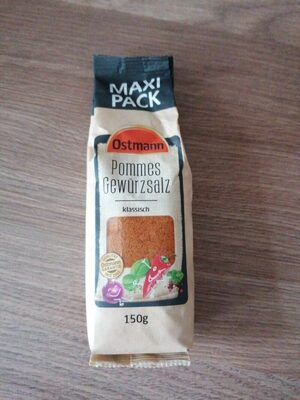 MAXI
PACK
Ostmann
Pommes
Gewürzsalz
klassisch
150g